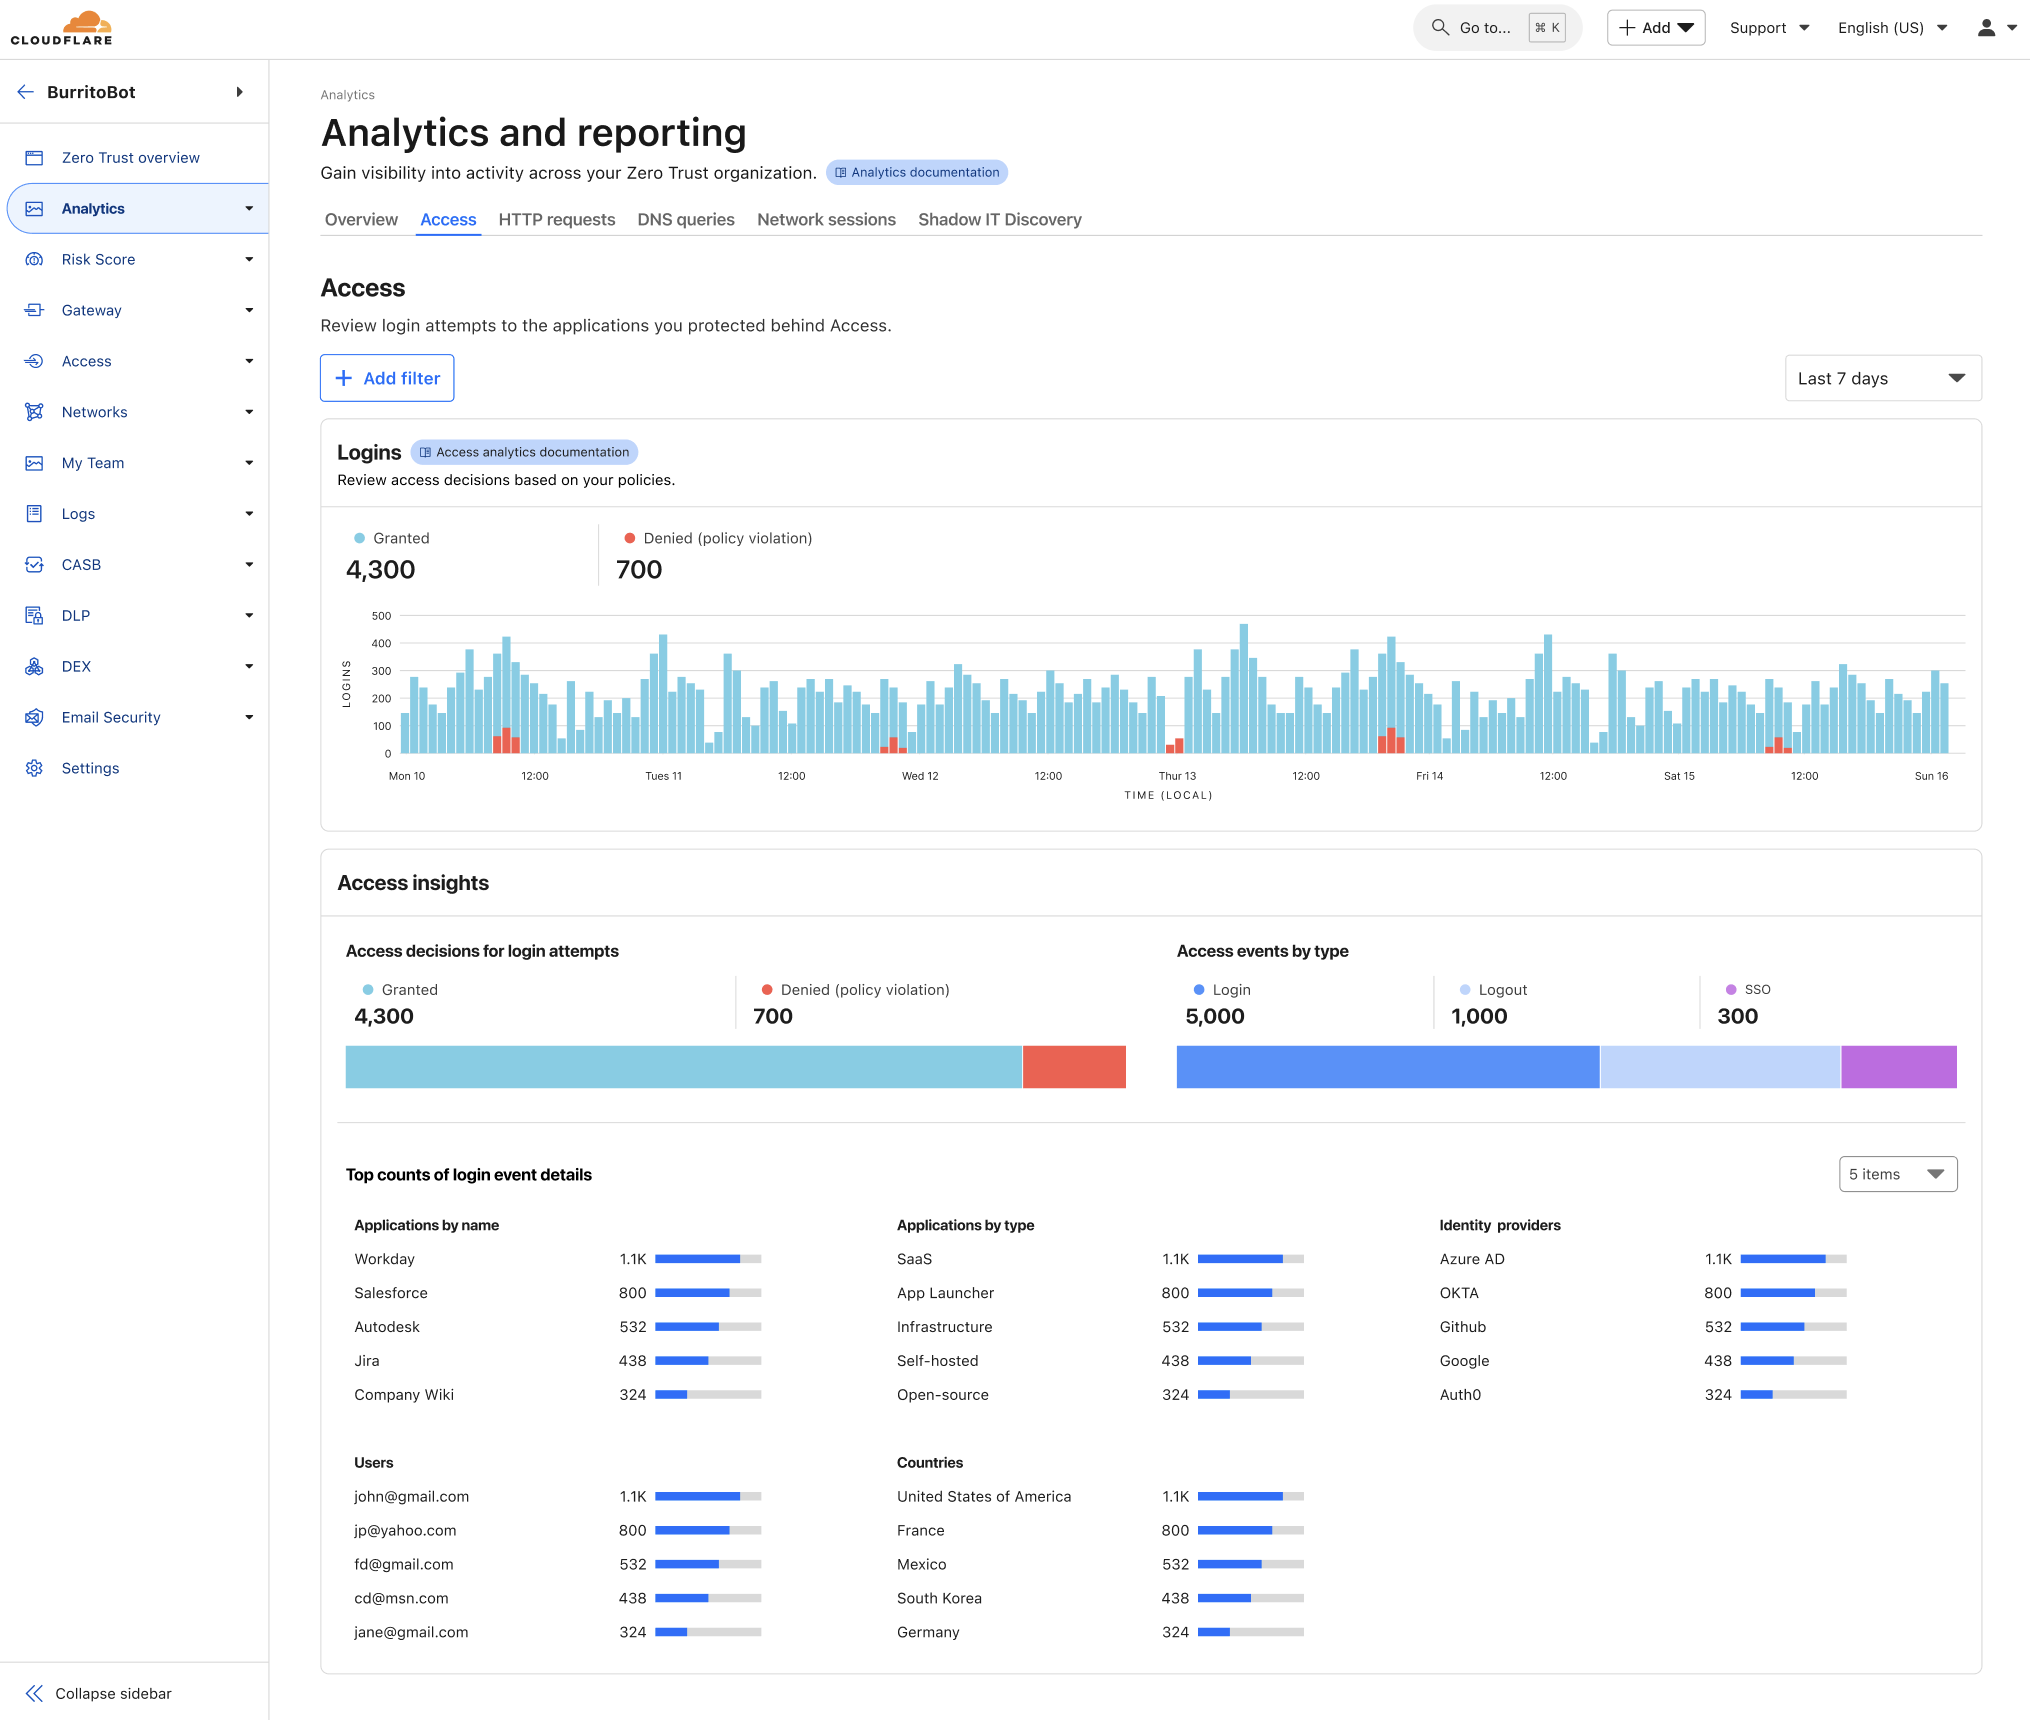 CLOUDFLARE
Go to... ⌘ K
Add
Support
English (US)
BurritoBot
Zero Trust overview
Analytics
Risk Score
Gateway
Access
Networks
My Team
Logs
CASB
DLP
DEX
Email Security
Settings
Collapse sidebar
Analytics
Analytics and reporting
Gain visibility into activity across your Zero Trust organization. Analytics documentation
Overview Access HTTP requests DNS queries Network sessions Shadow IT Discovery
Access
Review login attempts to the applications you protected behind Access.
+ Add filter
Last 7 days
Logins Access analytics documentation
Review access decisions based on your policies.
Granted
4,300
Denied (policy violation)
700
LOGINS
500
400
300
200
100
0
Mon 10 12:00 Tues 11 12:00 Wed 12 12:00 Thur 13 12:00 Fri 14 12:00 Sat 15 12:00 Sun 16
TIME (LOCAL)
Access insights
Access decisions for login attempts
Granted
4,300
Denied (policy violation)
700
Access events by type
Login
5,000
Logout
1,000
SSO
300
Top counts of login event details
5 items
Applications by name
Workday 1.1K
Salesforce 800
Autodesk 532
Jira 438
Company Wiki 324
Applications by type
SaaS 1.1K
App Launcher 800
Infrastructure 532
Self-hosted 438
Open-source 324
Identity providers
Azure AD 1.1K
OKTA 800
Github 532
Google 438
Auth0 324
Users
john@gmail.com 1.1K
jp@yahoo.com 800
fd@gmail.com 532
cd@msn.com 438
jane@gmail.com 324
Countries
United States of America 1.1K
France 800
Mexico 532
South Korea 438
Germany 324